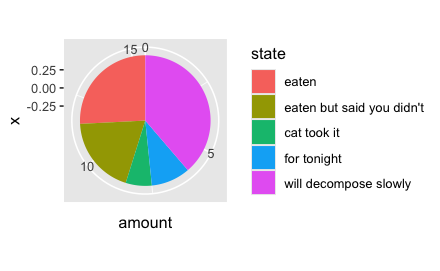 15 0
0.25
0.00
-0.25
x
5
10
amount
state
eaten
eaten but said you didn't
cat took it
for tonight
will decompose slowly